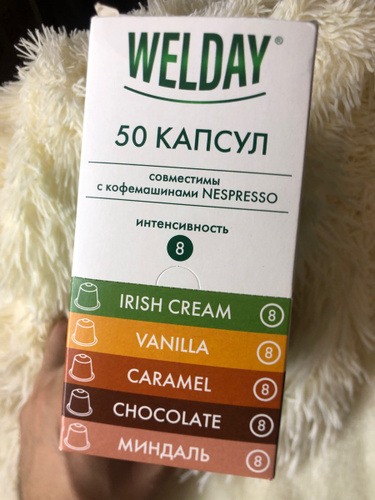 WELDAY®
50 КАПСУЛ
совместимы
с кофемашинами NESPRESSO
интенсивность
8
IRISH CREAM 8
VANILLA 8
CARAMEL 8
CHOCOLATE 8
МИНДАЛЬ 8